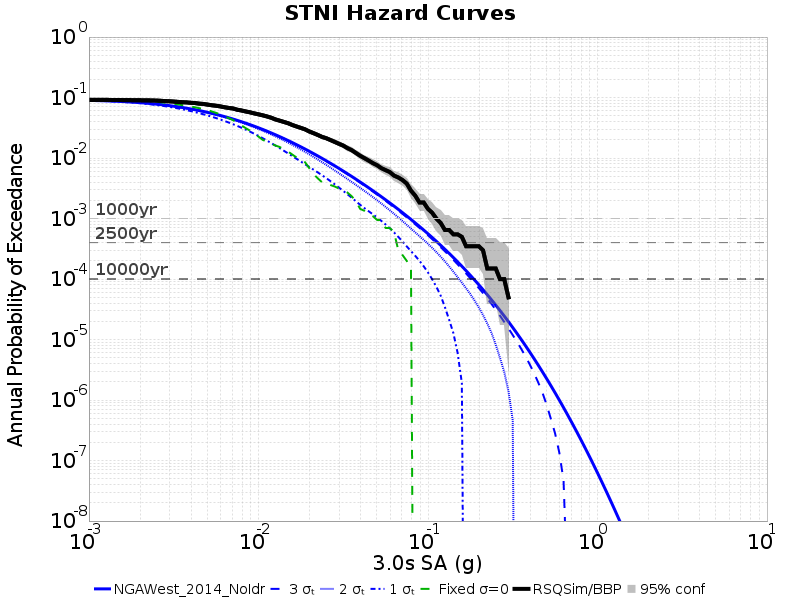 STNI Hazard Curves
Annual Probability of Exceedance
10^0
10^-1
10^-2
10^-3
10^-4
10^-5
10^-6
10^-7
10^-8
1000yr
2500yr
10000yr
10^-3 10^-2 10^-1 10^0 10^1
3.0s SA (g)
NGAWest_2014_NoIdr 3 σₜ 2 σₜ 1 σₜ Fixed σ=0 RSQSim/BBP 95% conf